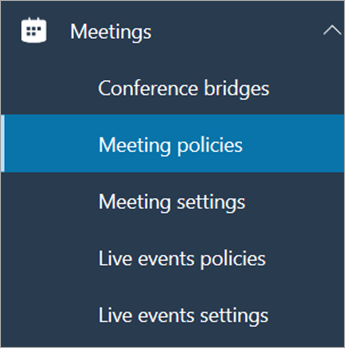 Meetings
Conference bridges
Meeting policies
Meeting settings
Live events policies
Live events settings